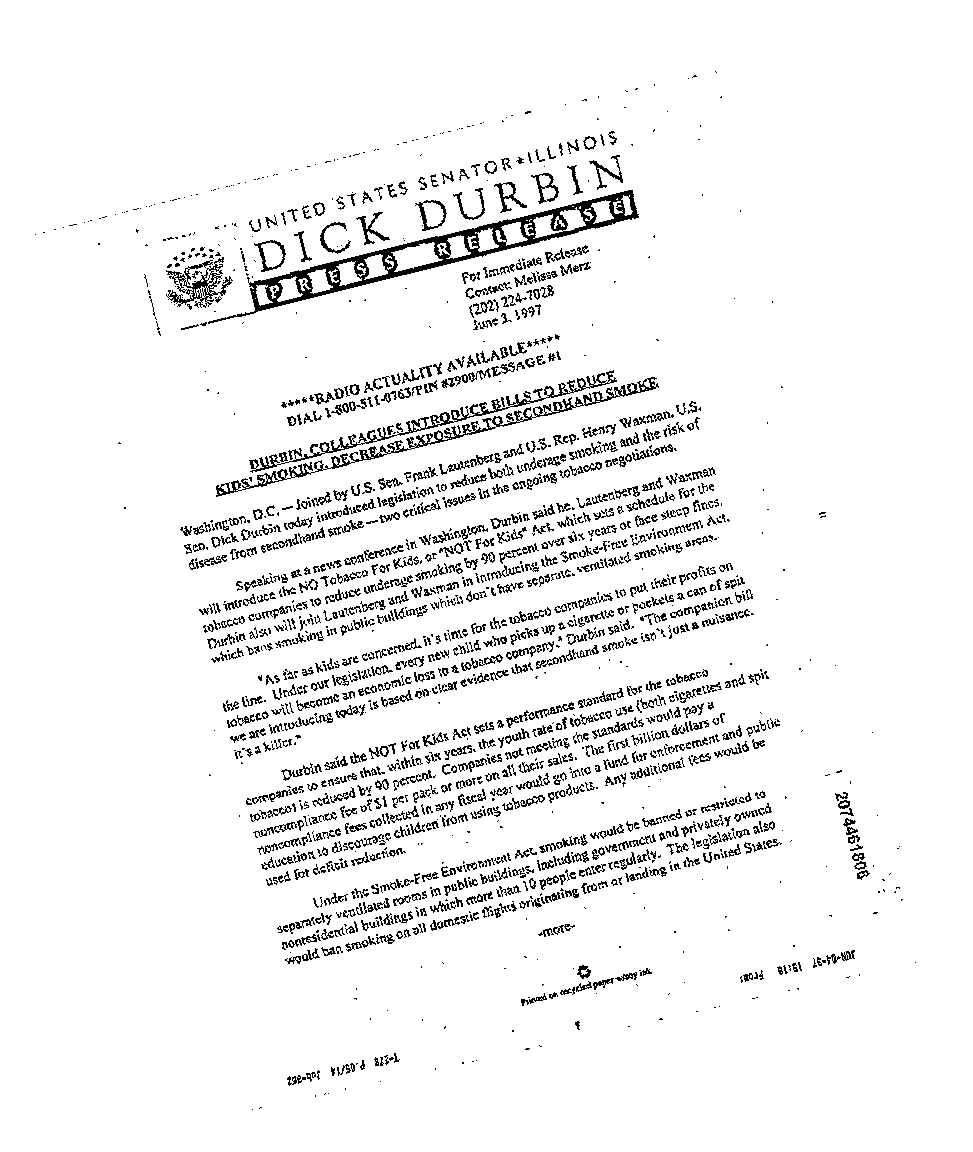 UNITED STATES SENATOR★ILLINOIS
DICK DURBIN
PRESS RELEASE
For Immediate Release
Contact: Melissa Merz
(202) 224-7028
June 3, 1997
*****RADIO ACTUALITY AVAILABLE*****
DIAL 1-800-511-0763/PIN #2900/MESSAGE #1
DURBIN, COLLEAGUES INTRODUCE BILLS TO REDUCE
KIDS' SMOKING, DECREASE EXPOSURE TO SECONDHAND SMOKE
Washington, D.C. — Joined by U.S. Sen. Frank Lautenberg and U.S. Rep. Henry Waxman, U.S.
Sen. Dick Durbin today introduced legislation to reduce both underage smoking and the risk of
disease from secondhand smoke — two critical issues in the ongoing tobacco negotiations.
Speaking at a news conference in Washington, Durbin said he, Lautenberg and Waxman
will introduce the NO Tobacco For Kids, or "NOT For Kids" Act, which sets a schedule for the
tobacco companies to reduce underage smoking by 90 percent over six years or face steep fines.
Durbin also will join Lautenberg and Waxman in introducing the Smoke-Free Environment Act,
which bans smoking in public buildings which don't have separate, ventilated smoking areas.
"As far as kids are concerned, it's time for the tobacco companies to put their profits on
the line. Under our legislation, every new child who picks up a cigarette or pockets a can of spit
tobacco will become an economic loss to a tobacco company," Durbin said. "The companion bill
we are introducing today is based on clear evidence that secondhand smoke isn't just a nuisance,
it's a killer."
Durbin said the NOT For Kids Act sets a performance standard for the tobacco
companies to ensure that, within six years, the youth rate of tobacco use (both cigarettes and spit
tobacco) is reduced by 90 percent. Companies not meeting the standards would pay a
noncompliance fee of $1 per pack or more on all their sales. The first billion dollars of
noncompliance fees collected in any fiscal year would go into a fund for enforcement and public
education to discourage children from using tobacco products. Any additional fees would be
used for deficit reduction.
Under the Smoke-Free Environment Act, smoking would be banned or restricted to
separately ventilated rooms in public buildings, including government and privately owned
nonresidential buildings in which more than 10 people enter regularly. The legislation also
would ban smoking on all domestic flights originating from or landing in the United States.
-more-
Printed on recycled paper w/soy ink
2074461806
JUN-04-97 15:18 From:
T-378 P.05/14 Job-862